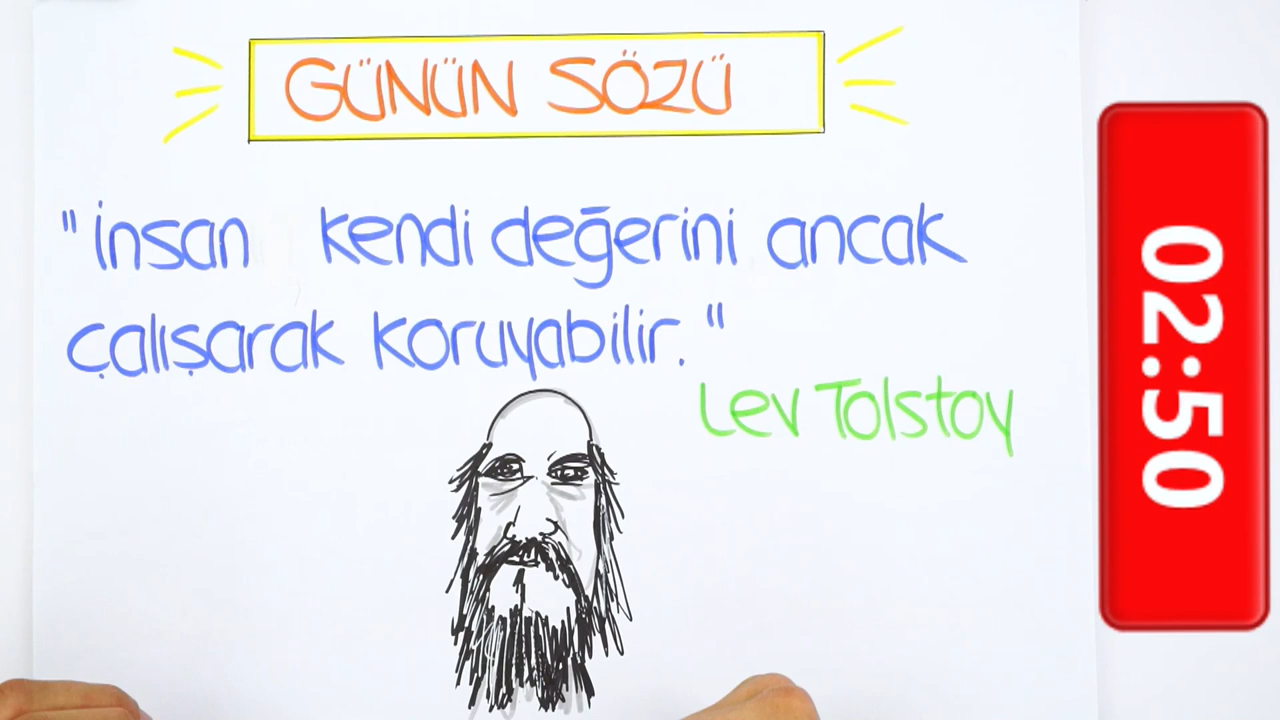 GÜNÜN SÖZÜ
"İnsan kendi değerini ancak
çalışarak koruyabilir."
Lev Tolstoy
02:50